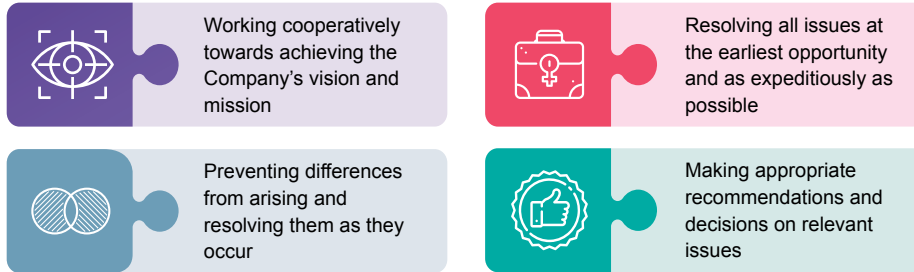 Working cooperatively
towards achieving the
Company’s vision and
mission
Resolving all issues at
the earliest opportunity
and as expeditiously as
possible
Preventing differences
from arising and
resolving them as they
occur
Making appropriate
recommendations and
decisions on relevant
issues